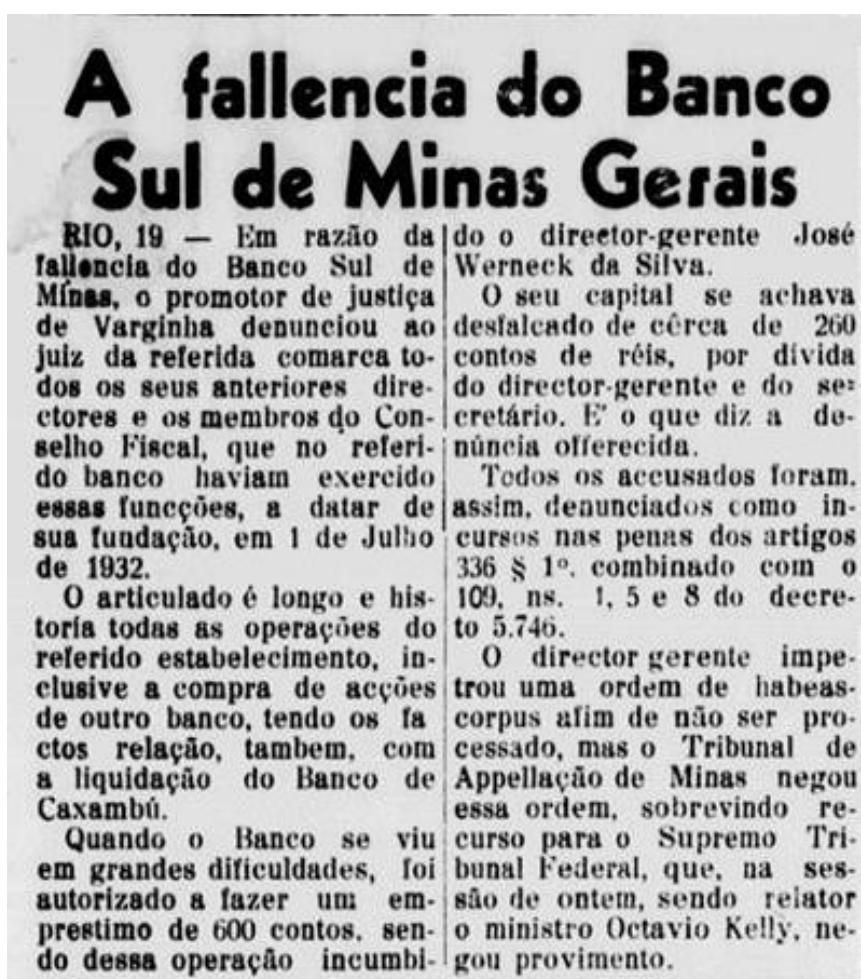 A fallencia do Banco
Sul de Minas Gerais
RIO, 19 — Em razão da
fallencia do Banco Sul de
Minas, o promotor de justiça
de Varginha denunciou ao
juiz da referida comarca to-
dos os seus anteriores dire-
ctores e os membros do Con-
selho Fiscal, que no referi-
do banco haviam exercido
essas funcções, a datar de
sua fundação, em 1 de Julho
de 1932.
O articulado é longo e his-
toria todas as operações do
referido estabelecimento, in-
clusive a compra de acções
de outro banco, tendo os fa
ctos relação, tambem, com
a liquidação do Banco de
Caxambú.
Quando o Banco se viu
em grandes dificuldades, foi
autorizado a fazer um em-
prestimo de 600 contos, sen-
do dessa operação incumbi-
do o director-gerente José
Werneck da Silva.
O seu capital se achava
desfalcado de cêrca de 260
contos de réis, por dívida
do director-gerente e do se-
cretário. E' o que diz a de-
núncia offerecida.
Todos os accusados foram,
assim, denunciados como in-
cursos nas penas dos artigos
336 § 1º, combinado com o
109, ns. 1, 5 e 8 do decre-
to 5.746.
O director gerente impe-
trou uma ordem de habeas-
corpus afim de não ser pro-
cessado, mas o Tribunal de
Appellação de Minas negou
essa ordem, sobrevindo re-
curso para o Supremo Tri-
bunal Federal, que, na ses-
são de ontem, sendo relator
o ministro Octavio Kelly, ne-
gou provimento.